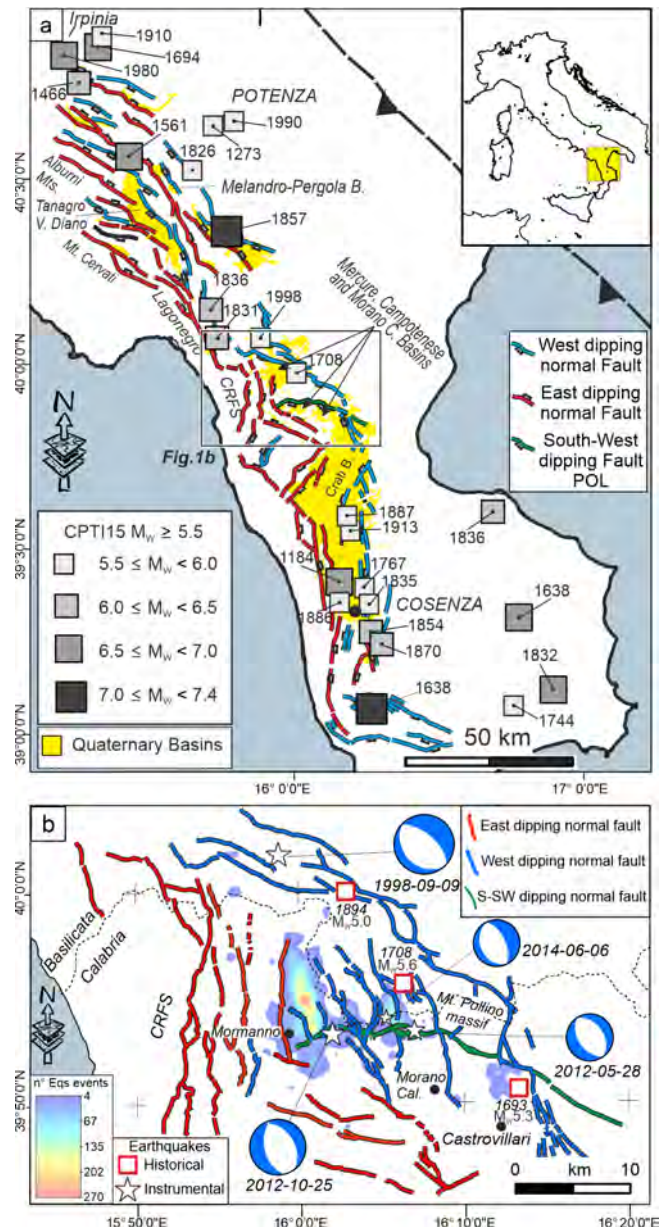 a
Irpinia
1910
1694
1980
1466
POTENZA
1561
1990
1273
1826
Alburni
Mts.
Melandro-Pergola B.
Tanagro
V. Diano
1857
Mt. Cervati
1836
1831
1998
Lagonegro
Mercure, Campotenese
and Morano C. Basins
1708
CRFS
Fig.1b
Crab B.
1887
1913
1836
1184
1767
1835
1886
COSENZA
1638
1854
1870
1832
1638
1744
West dipping
normal Fault
East dipping
normal Fault
South-West
dipping Fault
POL
N
CPTI15 Mw ≥ 5.5
5.5 ≤ Mw < 6.0
6.0 ≤ Mw < 6.5
6.5 ≤ Mw < 7.0
7.0 ≤ Mw < 7.4
Quaternary Basins
50 km
40°30'0"N
40°0'0"N
39°30'0"N
39°0'0"N
16°0'0"E
17°0'0"E
b
East dipping normal fault
West dipping normal fault
S-SW dipping normal fault
1998-09-09
1894
Mw5.0
Basilicata
Calabria
1708
Mw5.6
2014-06-06
CRFS
Mt. Pollino
massif
Mormanno
2012-05-28
N
Morano
Cal.
1693
Mw5.3
Castrovillari
n° Eqs events
4
67
135
202
270
Earthquakes
Historical
Instrumental
2012-10-25
0 km 10
40°0'0"N
39°50'0"N
15°50'0"E
16°0'0"E
16°10'0"E
16°20'0"E